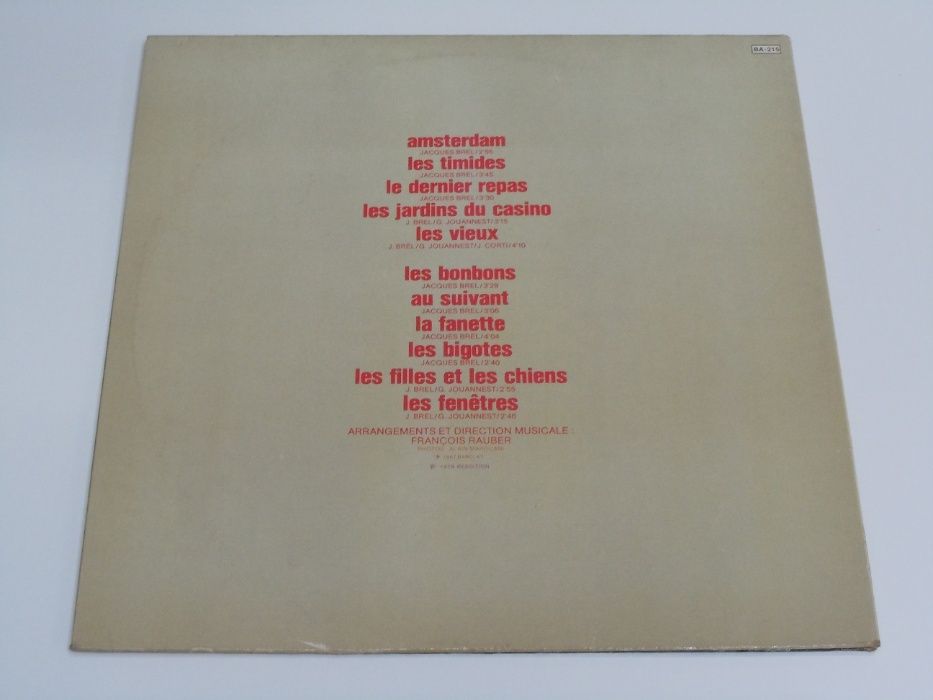 BA-215
amsterdam
JACQUES BREL/2'56
les timides
JACQUES BREL/3'45
le dernier repas
JACQUES BREL/3'30
les jardins du casino
J. BREL/G. JOUANNEST/3'15
les vieux
J. BREL/G. JOUANNEST/J. CORTI/4'10
les bonbons
JACQUES BREL/3'29
au suivant
JACQUES BREL/3'05
la fanette
JACQUES BREL/4'04
les bigotes
JACQUES BREL/2'40
les filles et les chiens
J. BREL/G. JOUANNEST/2'55
les fenêtres
J. BREL/G. JOUANNEST/2'46
ARRANGEMENTS ET DIRECTION MUSICALE :
FRANÇOIS RAUBER